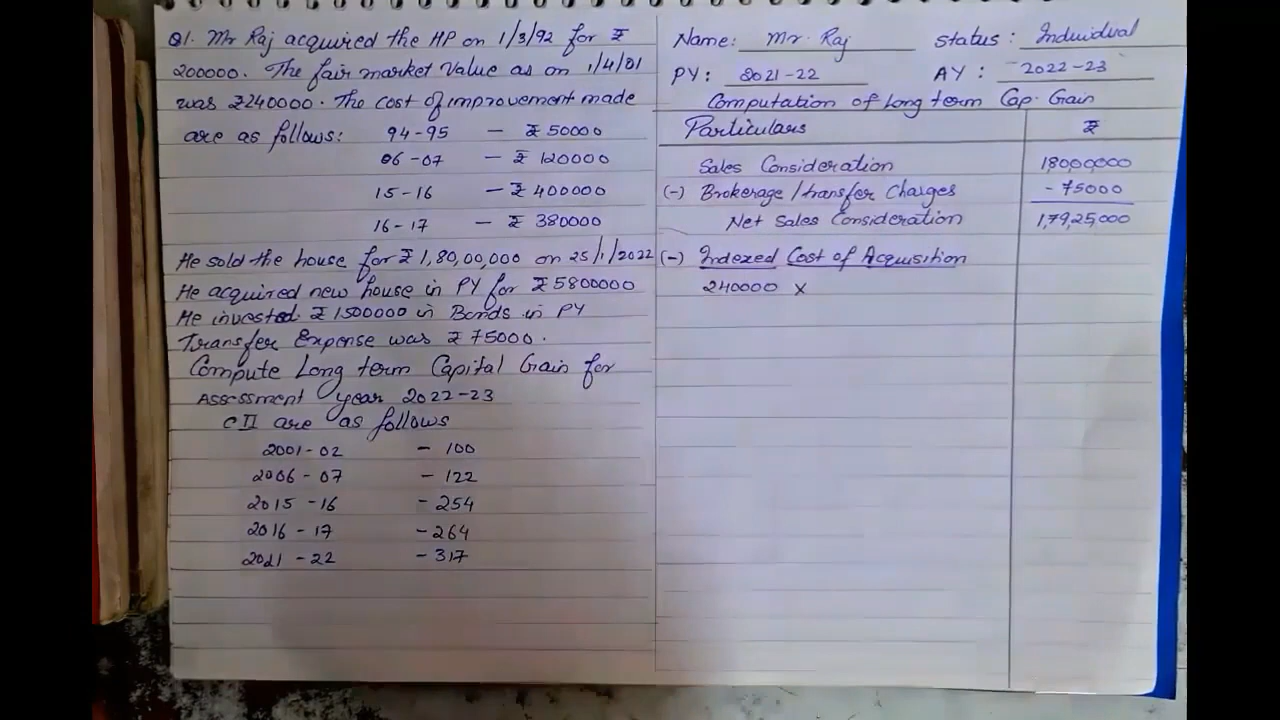 Q1. Mr Raj acquired the HP on 1/3/92 for ₹
200000. The fair market value as on 1/4/01
was ₹240000. The cost of improvement made
are as follows: 94-95 - ₹ 50000
06-07 - ₹ 120000
15-16 - ₹ 400000
16-17 - ₹ 380000
He sold the house for ₹ 1,80,00,000 on 25/1/2022
He acquired new house in PY for ₹ 5800000
He invested ₹ 1500000 in Bonds in PY
Transfer Expense was ₹ 75000.
Compute Long term Capital Gain for
Assessment year 2022-23
CII are as follows
2001-02 - 100
2006-07 - 122
2015-16 - 254
2016-17 - 264
2021-22 - 317
Name: Mr. Raj Status: Individual
PY: 2021-22 AY: 2022-23
Computation of Long term Cap. Gain
Particulars ₹
Sales Consideration 18000000
(-) Brokerage/transfer Charges - 75000
Net Sales Consideration 1,79,25,000
(-) Indexed Cost of Acquisition
240000 x